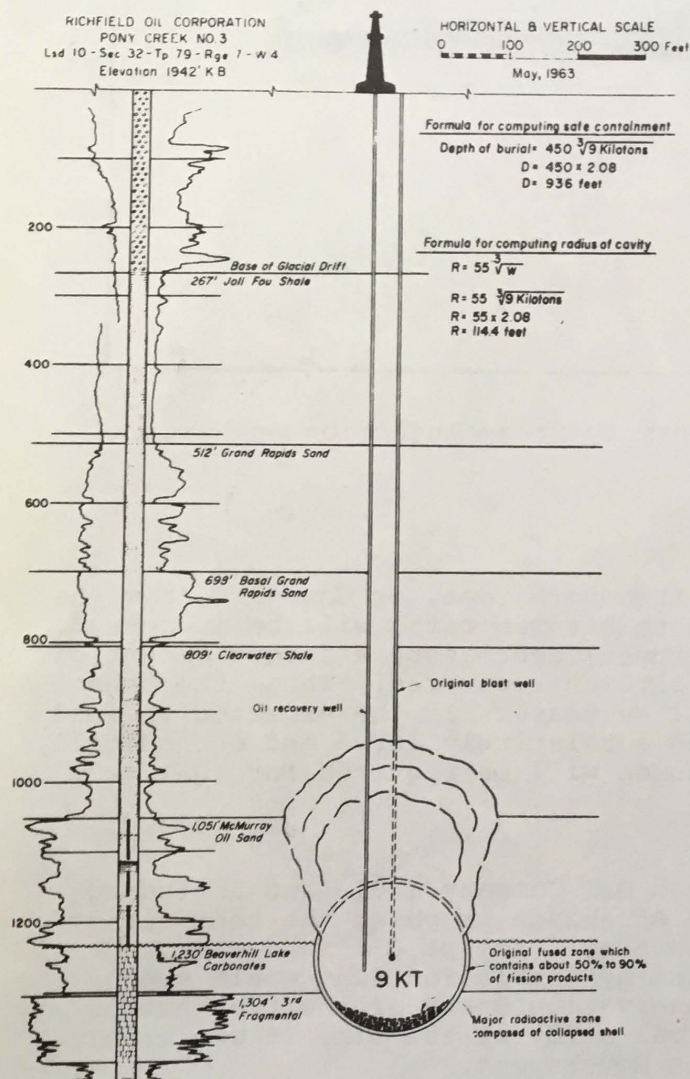 RICHFIELD OIL CORPORATION
PONY CREEK NO.3
Lsd 10 - Sec 32 - Tp 79 - Rge 7 - W 4
Elevation 1942' K B
HORIZONTAL & VERTICAL SCALE
0 100 200 300 Feet
May, 1963
Formula for computing safe containment
Depth of burial= 450 ∛9 Kilotons
D= 450 x 2.08
D= 936 feet
Formula for computing radius of cavity
R= 55 ∛w
R= 55 ∛9 Kilotons
R= 55 x 2.08
R= 114.4 feet
200
Base of Glacial Drift
267' Joli Fou Shale
400
512' Grand Rapids Sand
600
698' Basal Grand
Rapids Sand
800
809' Clearwater Shale
Original blast well
Oil recovery well
1000
1,051' McMurray
Oil Sand
1200
1,230' Beaverhill Lake
Carbonates
1,304' 3rd
Fragmental
9 KT
Original fused zone which
contains about 50% to 90%
of fission products
Major radioactive zone
composed of collapsed shell